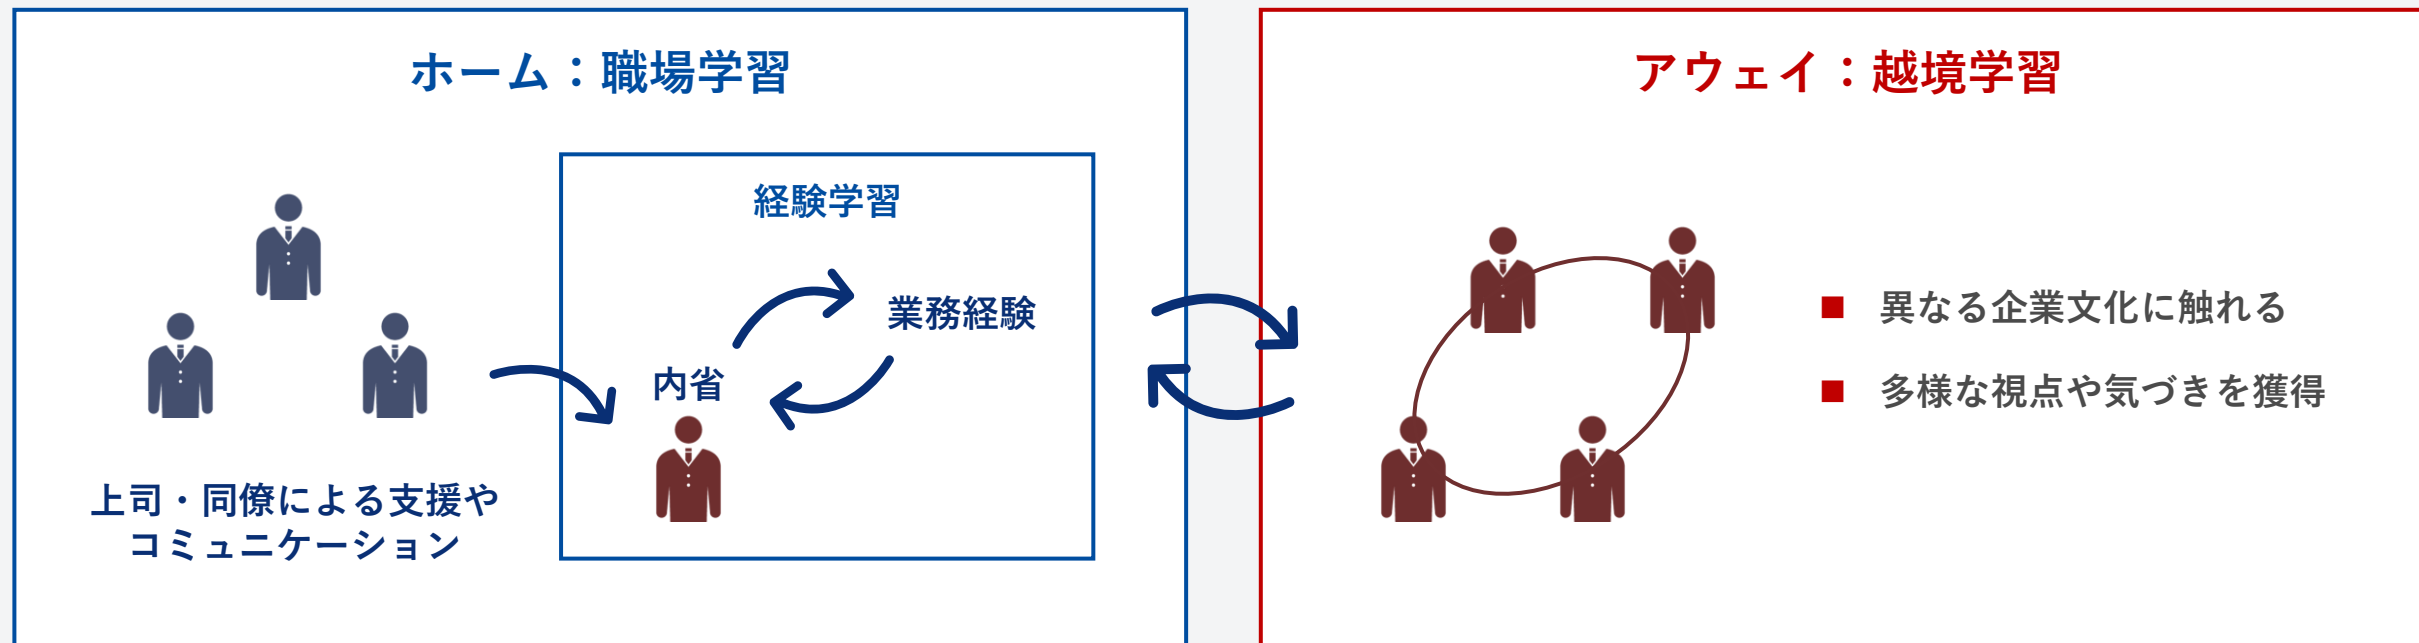 ホーム：職場学習
経験学習
業務経験
内省
上司・同僚による支援や
コミュニケーション
アウェイ：越境学習
異なる企業文化に触れる
多様な視点や気づきを獲得